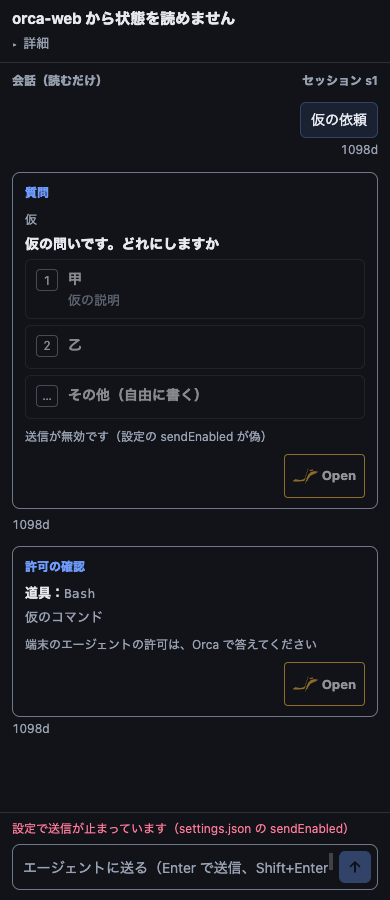 orca-web から状態を読めません
▸ 詳細
会話（読むだけ） セッション s1
仮の依頼
1098d
質問
仮
仮の問いです。どれにしますか
1 甲
仮の説明
2 乙
… その他（自由に書く）
送信が無効です（設定の sendEnabled が偽）
Open
1098d
許可の確認
道具：Bash
仮のコマンド
端末のエージェントの許可は、Orca で答えてください
Open
1098d
設定で送信が止まっています（settings.json の sendEnabled）
エージェントに送る（Enter で送信、Shift+Enter